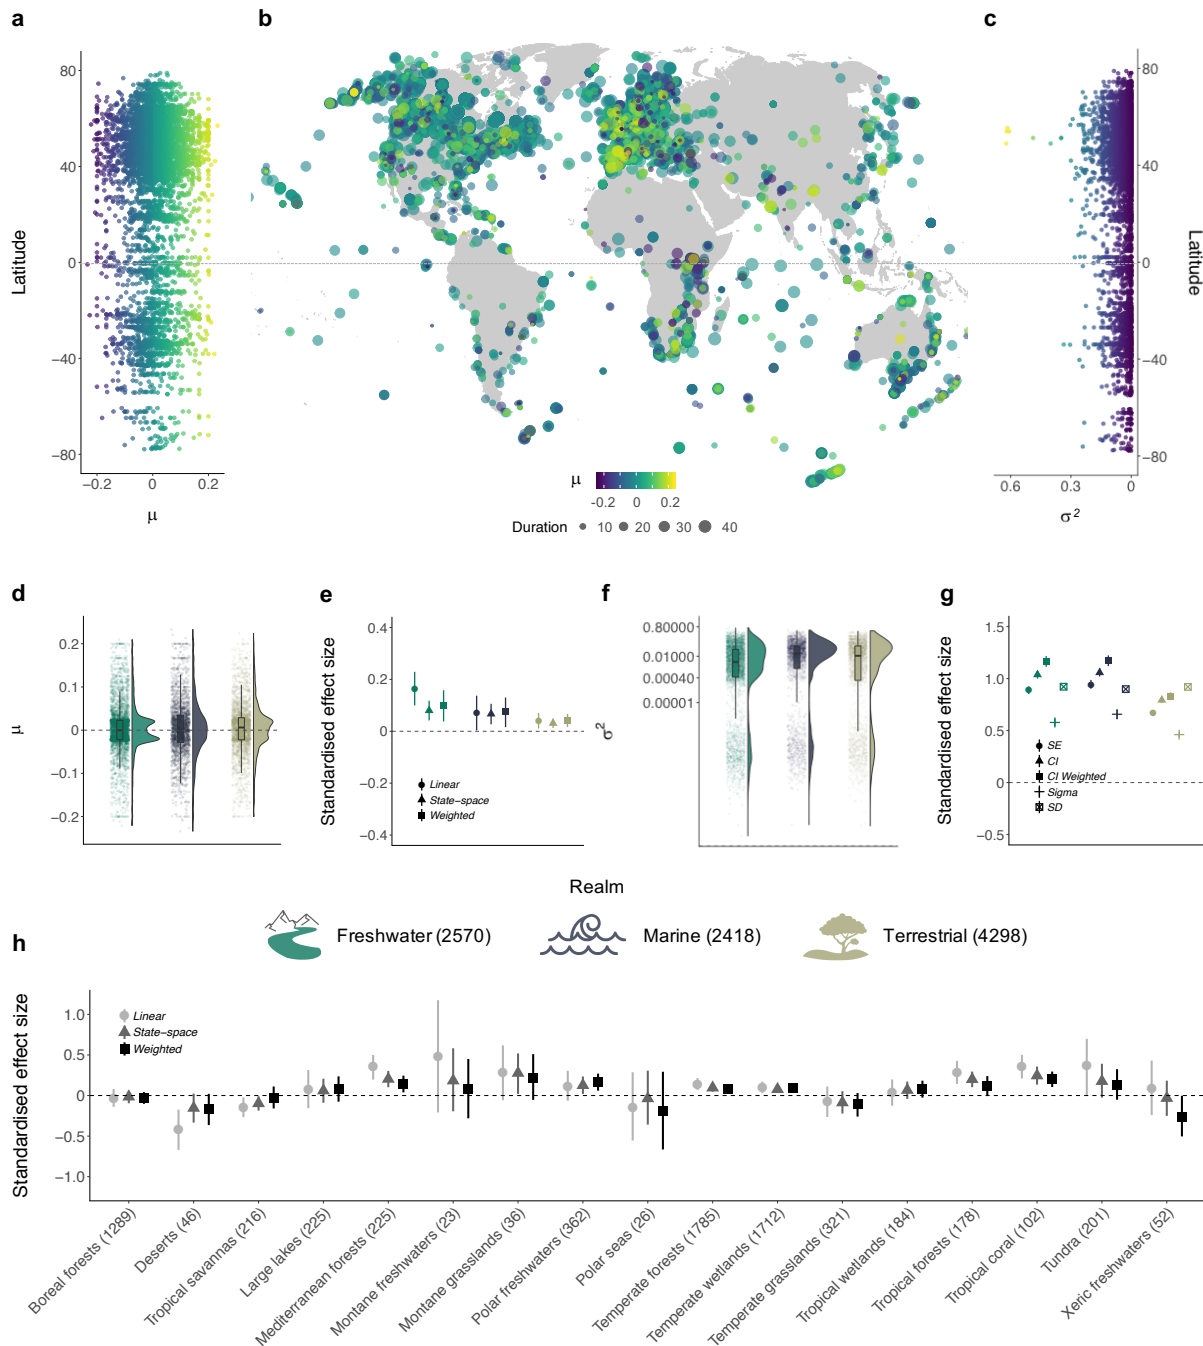 a
b
c
80
40
0
−40
−80
Latitude
−0.2
0
0.2
μ
μ
-0.2
0
0.2
Duration
10
20
30
40
80
40
0
−40
−80
Latitude
0.6
0.3
0
σ²
d
e
f
g
μ
0.2
0.1
0
−0.1
−0.2
Standardised effect size
0.4
0.2
0
−0.2
−0.4
Linear
State−space
Weighted
σ²
0.80000
0.01000
0.00040
0.00001
Standardised effect size
1.5
1.0
0.5
0
−0.5
SE
CI
CI Weighted
Sigma
SD
Realm
Freshwater (2570)
Marine (2418)
Terrestrial (4298)
h
Standardised effect size
1.0
0.5
0
−0.5
−1.0
Linear
State−space
Weighted
Boreal forests (1289)
Deserts (46)
Tropical savannas (216)
Large lakes (225)
Mediterranean forests (225)
Montane freshwaters (23)
Montane grasslands (36)
Polar freshwaters (362)
Polar seas (26)
Temperate forests (1785)
Temperate wetlands (1712)
Temperate grasslands (321)
Tropical wetlands (184)
Tropical forests (178)
Tropical coral (102)
Tundra (201)
Xeric freshwaters (52)